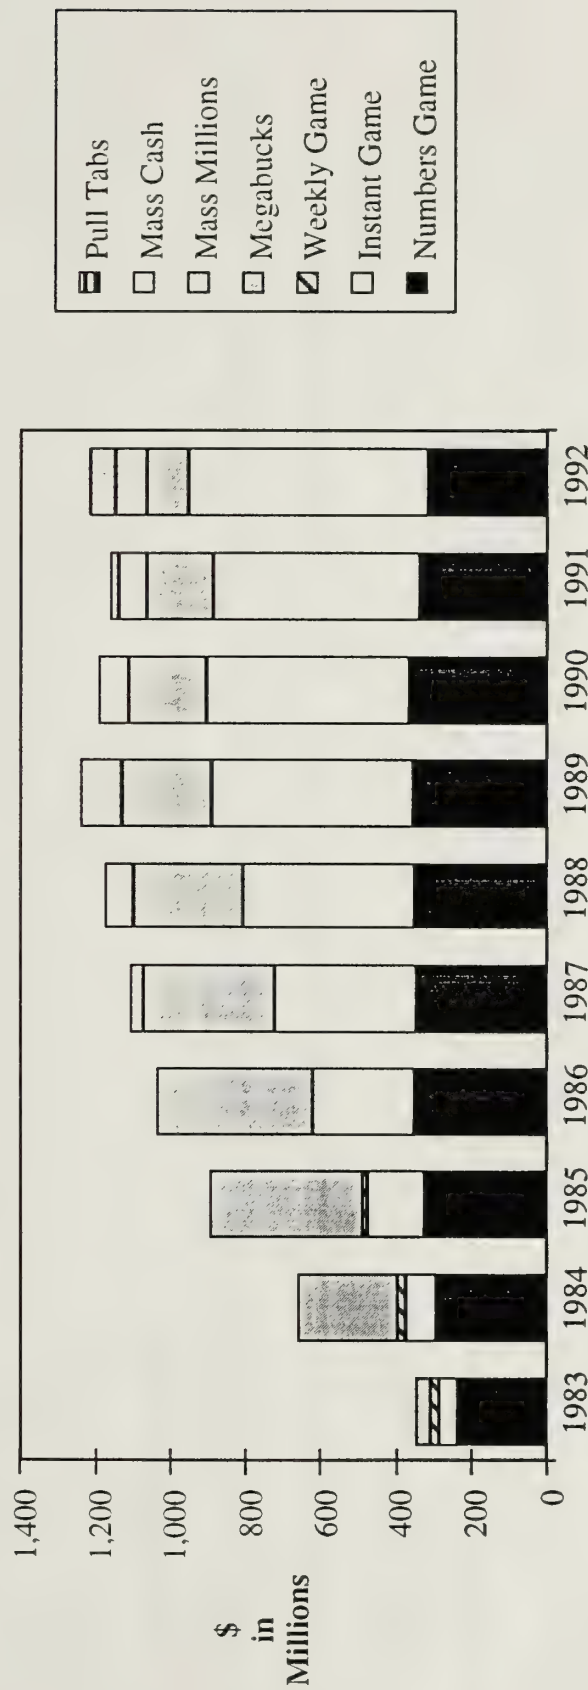 1,400
1,200
1,000
800
600
400
200
0
$
in
Millions
1983
1984
1985
1986
1987
1988
1989
1990
1991
1992
Pull Tabs
Mass Cash
Mass Millions
Megabucks
Weekly Game
Instant Game
Numbers Game